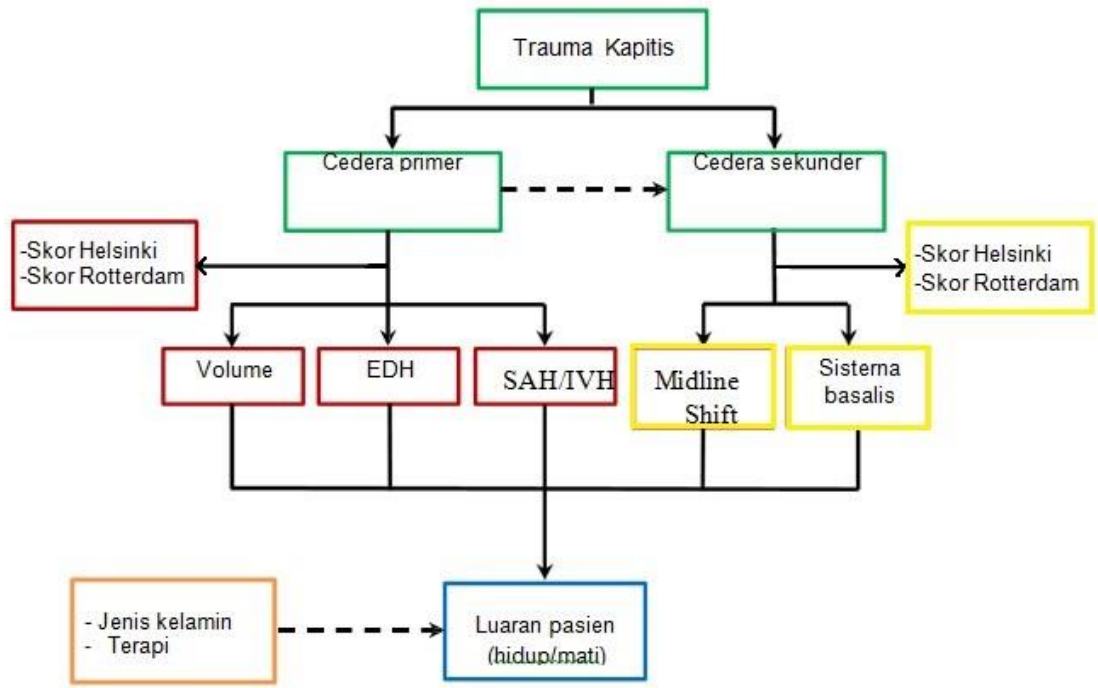 Trauma Kapitis
Cedera primer
Cedera sekunder
-Skor Helsinki
-Skor Rotterdam
-Skor Helsinki
-Skor Rotterdam
Volume
EDH
SAH/IVH
Midline
Shift
Sisterna
basalis
- Jenis kelamin
- Terapi
Luaran pasien
(hidup/mati)